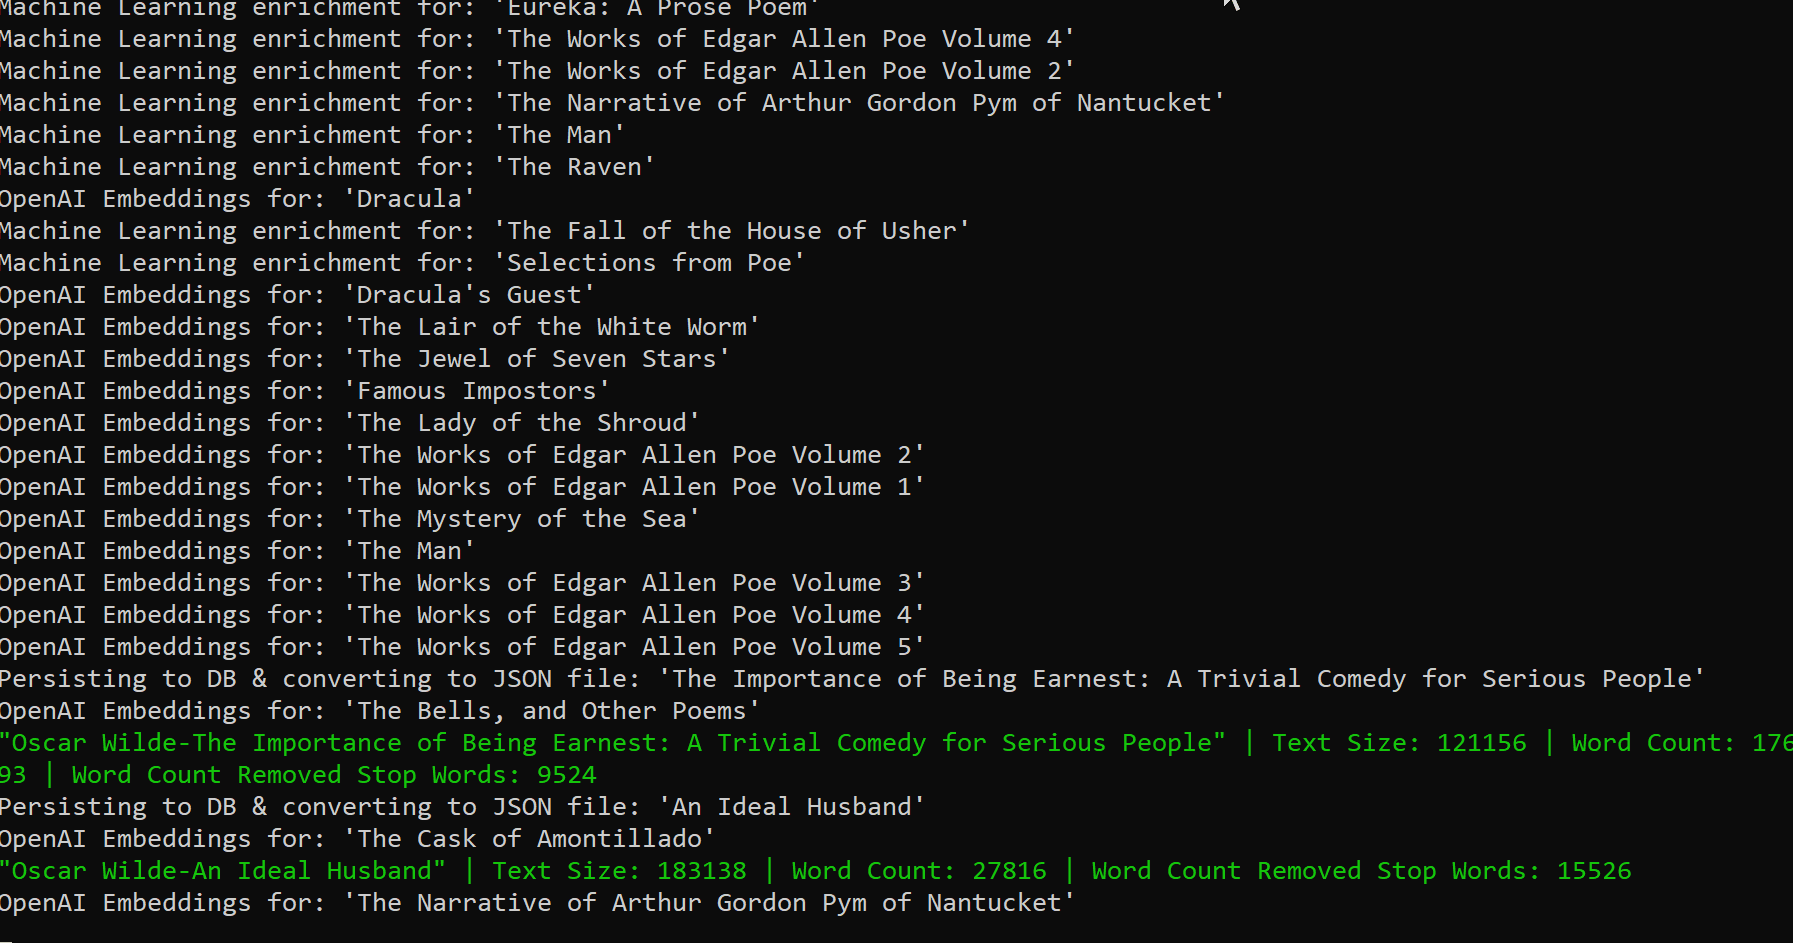 Machine Learning enrichment for: 'Eureka: A Prose Poem'
Machine Learning enrichment for: 'The Works of Edgar Allen Poe Volume 4'
Machine Learning enrichment for: 'The Works of Edgar Allen Poe Volume 2'
Machine Learning enrichment for: 'The Narrative of Arthur Gordon Pym of Nantucket'
Machine Learning enrichment for: 'The Man'
Machine Learning enrichment for: 'The Raven'
OpenAI Embeddings for: 'Dracula'
Machine Learning enrichment for: 'The Fall of the House of Usher'
Machine Learning enrichment for: 'Selections from Poe'
OpenAI Embeddings for: 'Dracula's Guest'
OpenAI Embeddings for: 'The Lair of the White Worm'
OpenAI Embeddings for: 'The Jewel of Seven Stars'
OpenAI Embeddings for: 'Famous Impostors'
OpenAI Embeddings for: 'The Lady of the Shroud'
OpenAI Embeddings for: 'The Works of Edgar Allen Poe Volume 2'
OpenAI Embeddings for: 'The Works of Edgar Allen Poe Volume 1'
OpenAI Embeddings for: 'The Mystery of the Sea'
OpenAI Embeddings for: 'The Man'
OpenAI Embeddings for: 'The Works of Edgar Allen Poe Volume 3'
OpenAI Embeddings for: 'The Works of Edgar Allen Poe Volume 4'
OpenAI Embeddings for: 'The Works of Edgar Allen Poe Volume 5'
Persisting to DB & converting to JSON file: 'The Importance of Being Earnest: A Trivial Comedy for Serious People'
OpenAI Embeddings for: 'The Bells, and Other Poems'
"Oscar Wilde-The Importance of Being Earnest: A Trivial Comedy for Serious People" | Text Size: 121156 | Word Count: 176
93 | Word Count Removed Stop Words: 9524
Persisting to DB & converting to JSON file: 'An Ideal Husband'
OpenAI Embeddings for: 'The Cask of Amontillado'
"Oscar Wilde-An Ideal Husband" | Text Size: 183138 | Word Count: 27816 | Word Count Removed Stop Words: 15526
OpenAI Embeddings for: 'The Narrative of Arthur Gordon Pym of Nantucket'